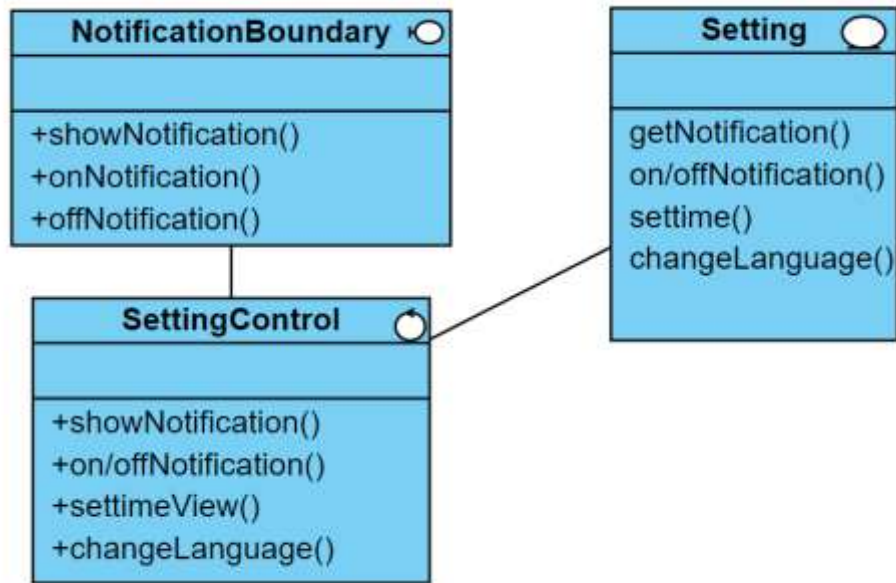 NotificationBoundary
+showNotification()
+onNotification()
+offNotification()
Setting
getNotification()
on/offNotification()
settime()
changeLanguage()
SettingControl
+showNotification()
+on/offNotification()
+settimeView()
+changeLanguage()